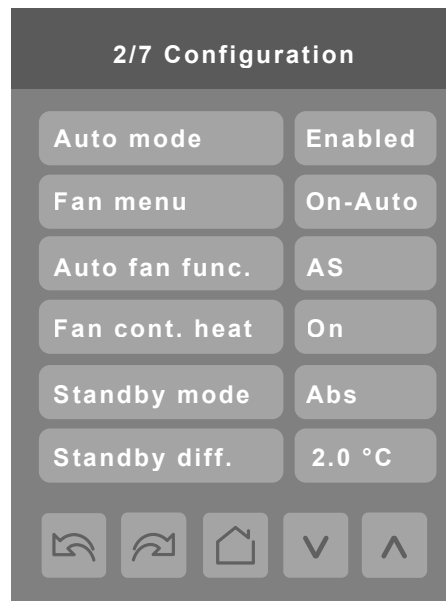 2/7 Configuration
Auto mode Enabled
Fan menu On-Auto
Auto fan func. AS
Fan cont. heat On
Standby mode Abs
Standby diff. 2.0 °C